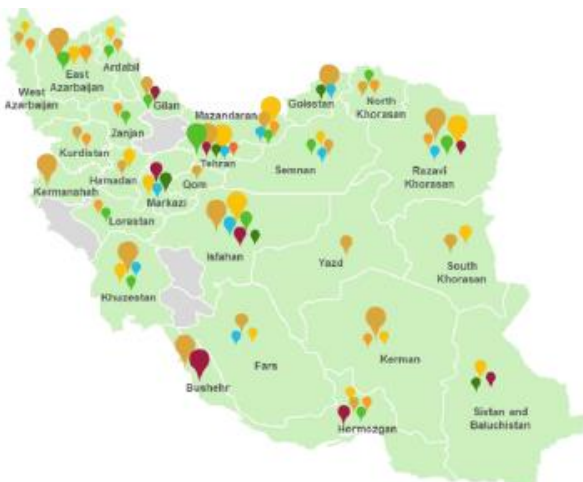 Ardabil
East
Azarbaijan
West
Azarbaijan
Gilan
Golestan
North
Khorasan
Mazandaran
Zanjan
Kurdistan
Tehran
Semnan
Razavi
Khorasan
Hamadan
Qom
Kermanshah
Markazi
Lorestan
Isfahan
Yazd
South
Khorasan
Khuzestan
Fars
Kerman
Bushehr
Hormozgan
Sistan and
Baluchistan